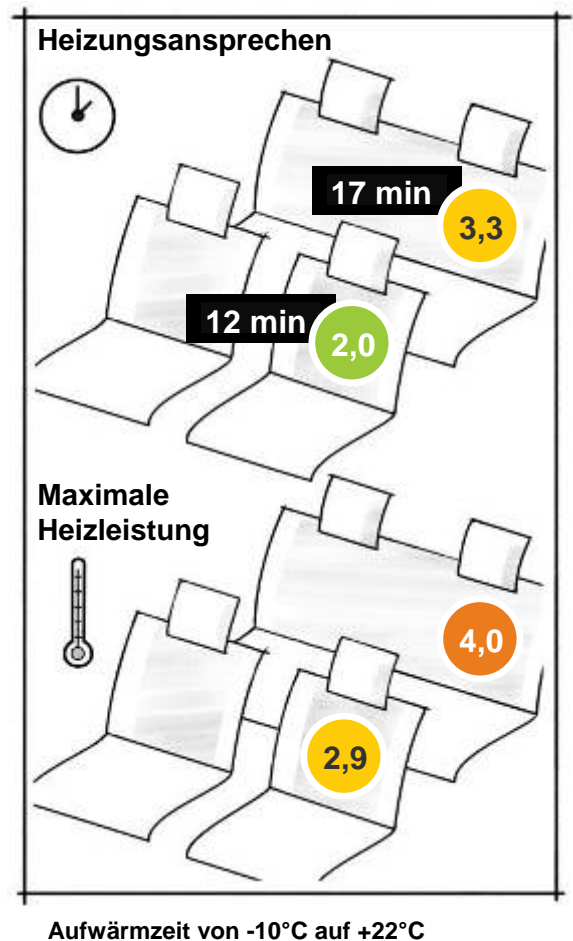 Heizungsansprechen
17 min
3,3
12 min
2,0
Maximale
Heizleistung
4,0
2,9
Aufwärmzeit von -10°C auf +22°C